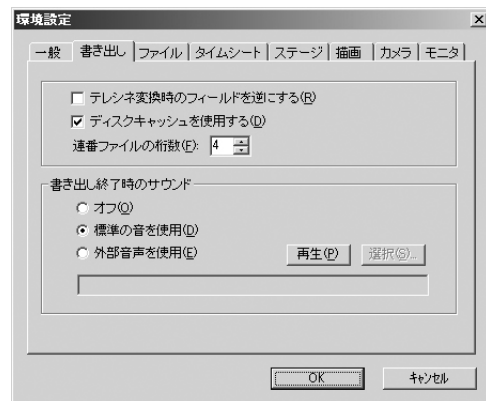 環境設定
一般 書き出し ファイル タイムシート ステージ 描画 カメラ モニタ
テレシネ変換時のフィールドを逆にする(R)
ディスクキャッシュを使用する(D)
連番ファイルの桁数(F): 4
書き出し終了時のサウンド
オフ(O)
標準の音を使用(D)
外部音声を使用(E) 再生(P) 選択(S)...
OK キャンセル